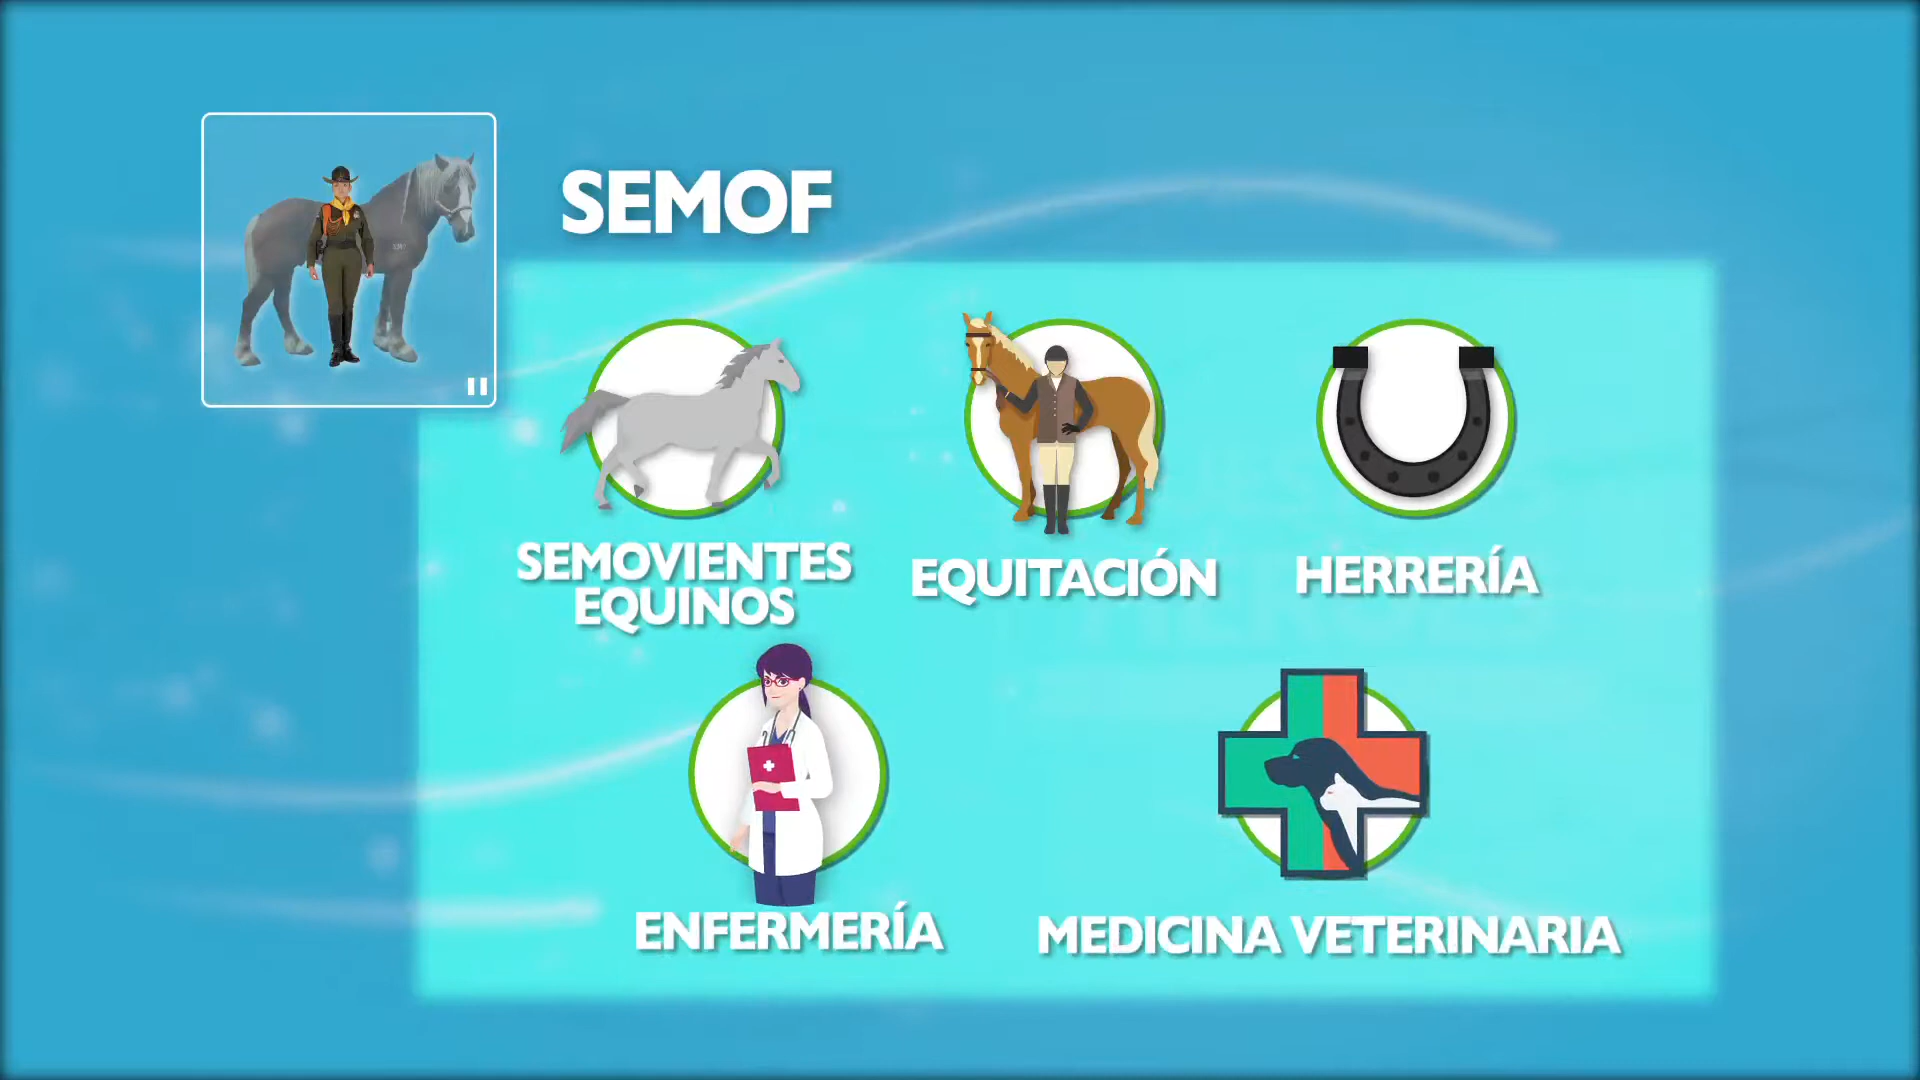 SEMOF
SEMOVIENTES
EQUINOS
EQUITACIÓN
HERRERÍA
ENFERMERÍA
MEDICINA VETERINARIA